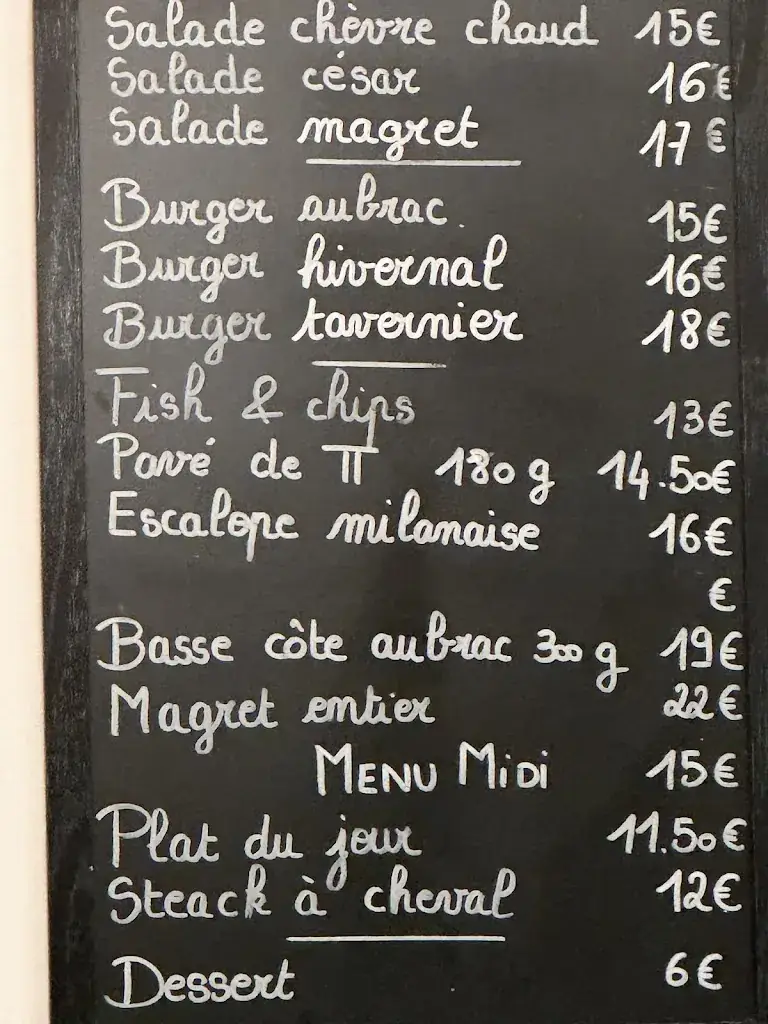 Salade chèvre chaud 15€
Salade césar 16€
Salade magret 17€
Burger aubrac 15€
Burger hivernal 16€
Burger tavernier 18€
Fish & chips 13€
Pavé de π 180g 14.50€
Escalope milanaise 16€
€
Basse côte aubrac 300g 19€
Magret entier 22€
MENU MiDi 15€
Plat du jour 11.50€
Steack à cheval 12€
Dessert 6€